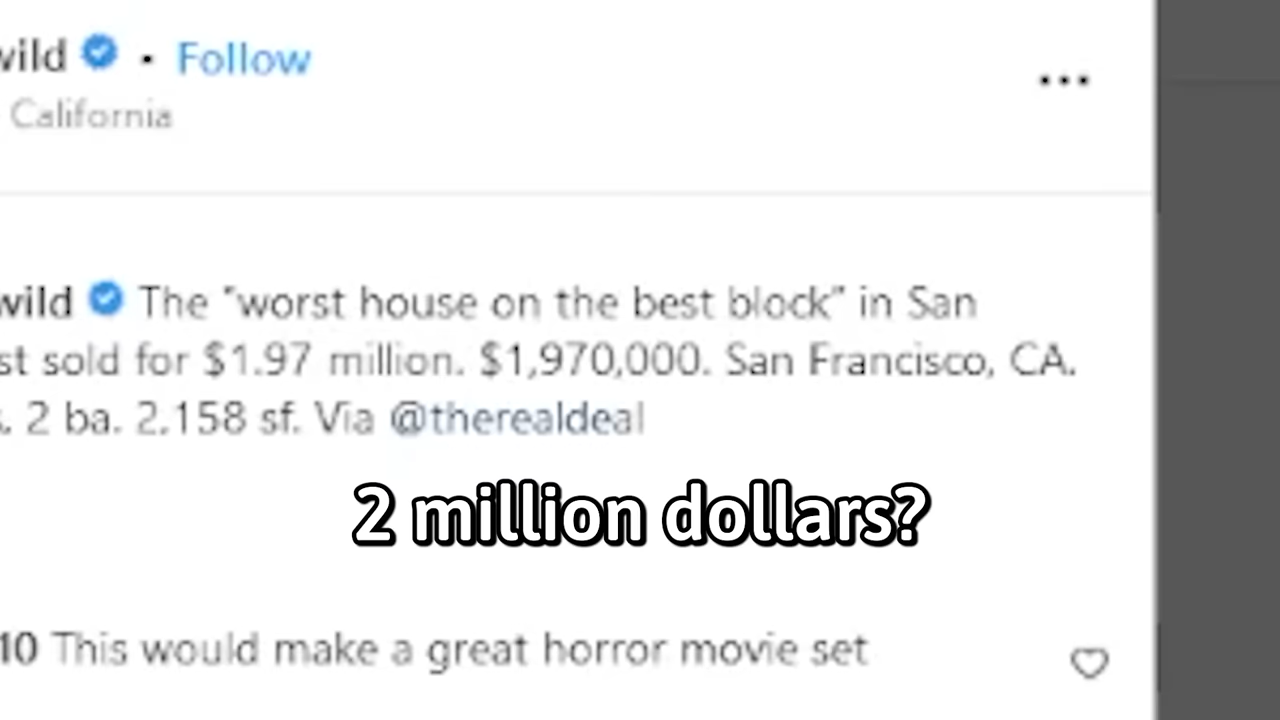 wild • Follow
California
wild The "worst house on the best block" in San
st sold for $1.97 million. $1,970,000. San Francisco, CA.
. 2 ba. 2,158 sf. Via @therealdeal
2 million dollars?
10 This would make a great horror movie set